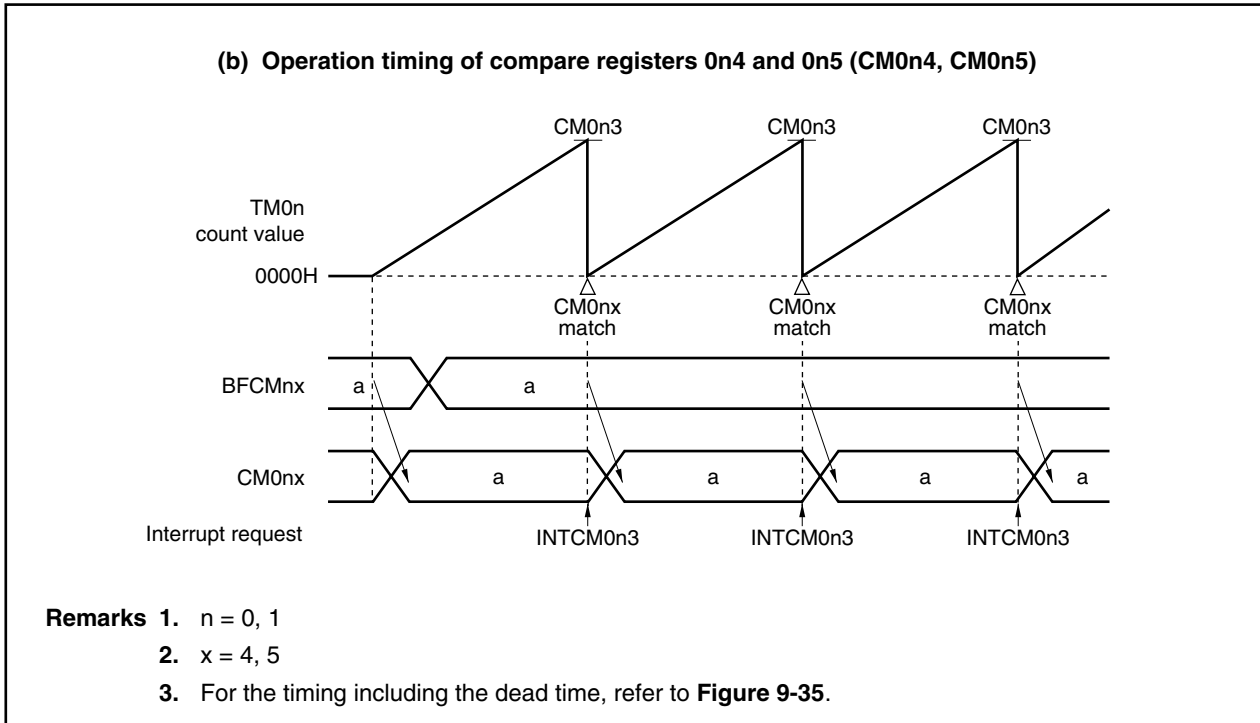 (b) Operation timing of compare registers 0n4 and 0n5 (CM0n4, CM0n5)
CM0n3 CM0n3 CM0n3
TM0n
count value
0000H
CM0nx CM0nx CM0nx
match match match
BFCMnx a a
CM0nx a a a a
Interrupt request INTCM0n3 INTCM0n3 INTCM0n3
Remarks 1. n = 0, 1
2. x = 4, 5
3. For the timing including the dead time, refer to Figure 9-35.